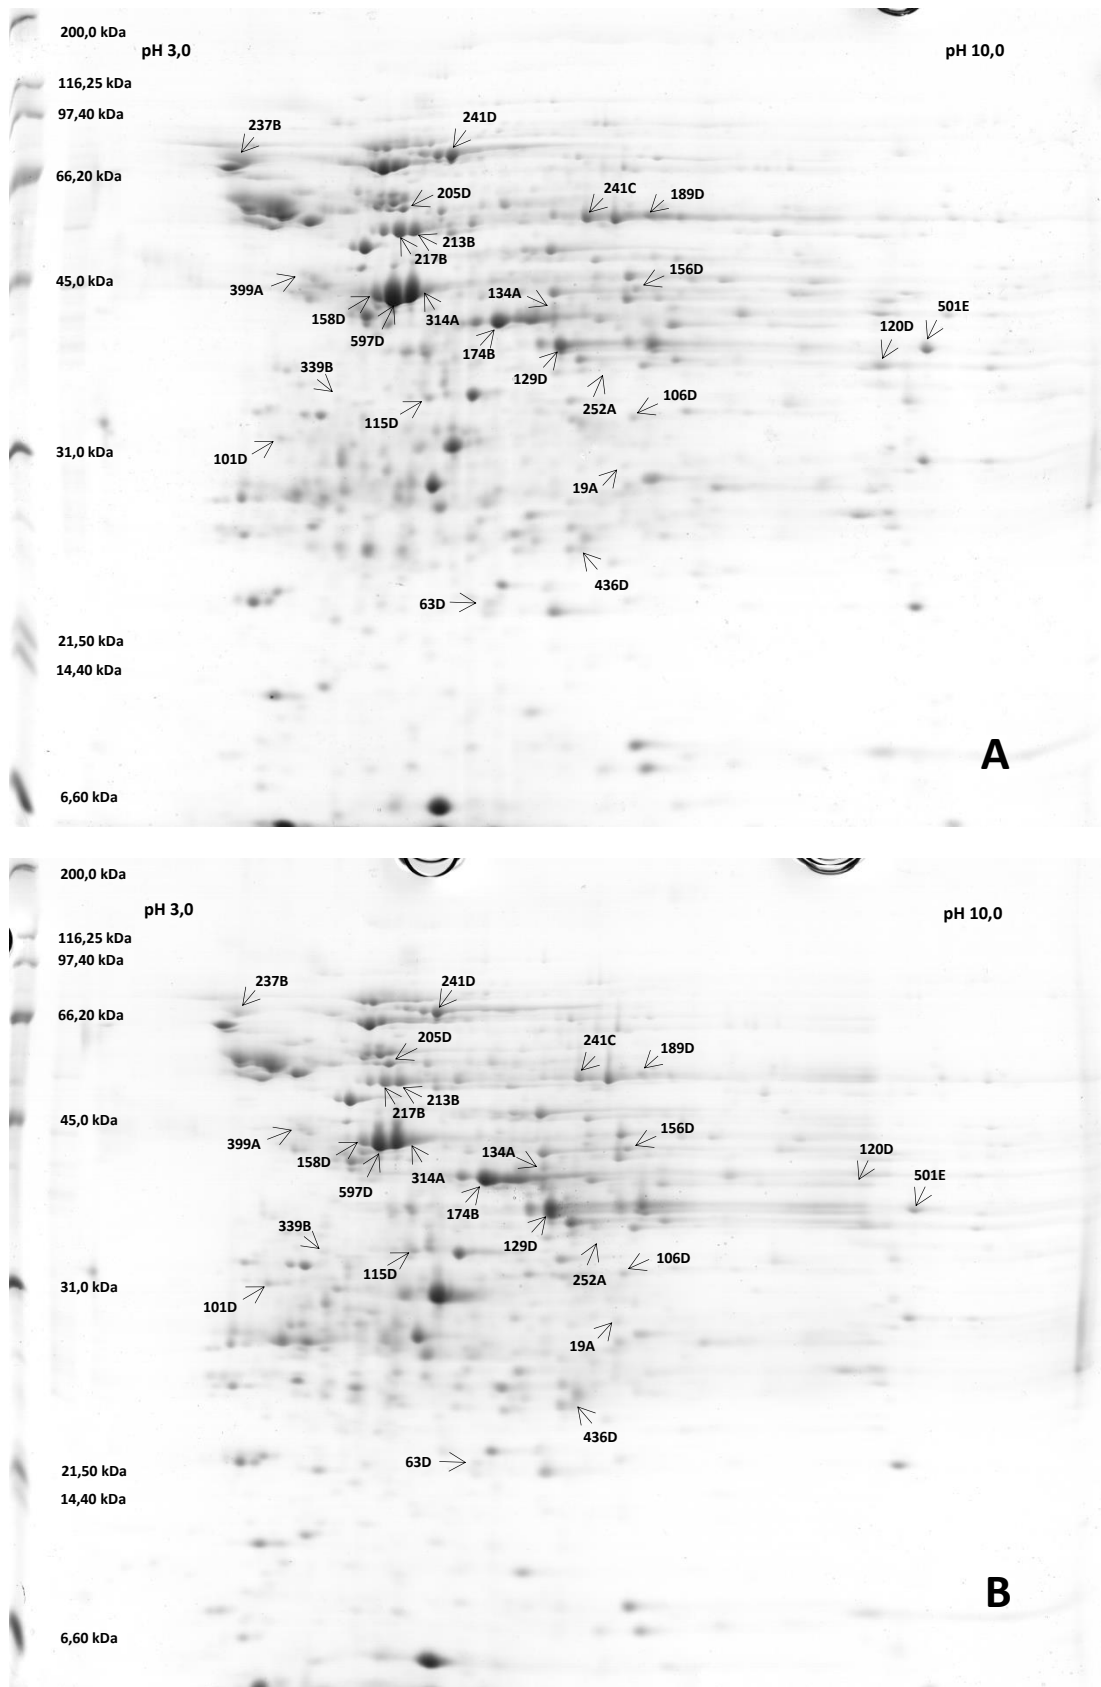 200,0 kDa
pH 3,0
pH 10,0
116,25 kDa
97,40 kDa
237B
241D
66,20 kDa
205D
241C
189D
213B
217B
45,0 kDa
399A
156D
134A
158D
314A
501E
597D
174B
120D
339B
129D
115D
252A
106D
31,0 kDa
101D
19A
436D
63D
21,50 kDa
14,40 kDa
A
6,60 kDa
200,0 kDa
pH 3,0
pH 10,0
116,25 kDa
97,40 kDa
237B
241D
66,20 kDa
205D
241C
189D
213B
217B
45,0 kDa
399A
156D
134A
120D
158D
314A
501E
597D
174B
339B
129D
115D
252A
106D
31,0 kDa
101D
19A
436D
63D
21,50 kDa
14,40 kDa
B
6,60 kDa